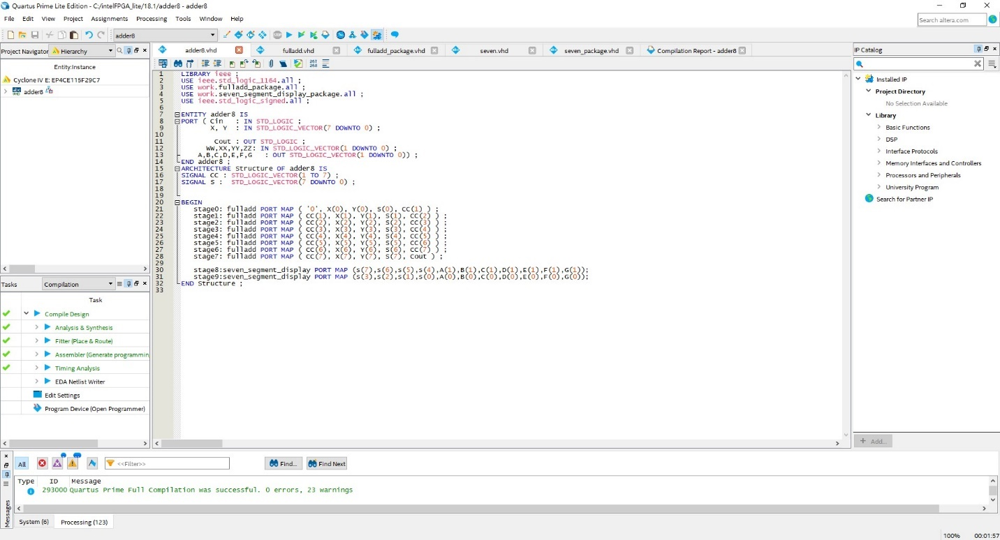 Quartus Prime Lite Edition - C:/intelFPGA_lite/18.1/adder8 - adder8
File Edit View Project Assignments Processing Tools Window Help
Search altera.com
adder8
Project Navigator Hierarchy
Entity:Instance
Cyclone IV E: EP4CE115F29C7
adder8
Tasks Compilation
Task
Compile Design
Analysis & Synthesis
Fitter (Place & Route)
Assembler (Generate programmin
Timing Analysis
EDA Netlist Writer
Edit Settings
Program Device (Open Programmer)
adder8.vhd fulladd.vhd fulladd_package.vhd seven.vhd seven_package.vhd Compilation Report - adder8
1 LIBRARY ieee ;
2 USE ieee.std_logic_1164.all ;
3 USE work.fulladd_package.all ;
4 USE work.seven_segment_display_package.all ;
5 USE ieee.std_logic_signed.all ;
6
7 ENTITY adder8 IS
8 PORT ( Cin : IN STD_LOGIC ;
9 X, Y : IN STD_LOGIC_VECTOR(7 DOWNTO 0) ;
10
11 Cout : OUT STD_LOGIC ;
12 WW,XX,YY,ZZ: IN STD_LOGIC_VECTOR(1 DOWNTO 0) ;
13 A,B,C,D,E,F,G : OUT STD_LOGIC_VECTOR(1 DOWNTO 0)) ;
14 END adder8 ;
15 ARCHITECTURE Structure OF adder8 IS
16 SIGNAL CC : STD_LOGIC_VECTOR(1 TO 7) ;
17 SIGNAL S : STD_LOGIC_VECTOR(7 DOWNTO 0) ;
18
19
20 BEGIN
21 stage0: fulladd PORT MAP ( '0', X(0), Y(0), S(0), CC(1) ) ;
22 stage1: fulladd PORT MAP ( CC(1), X(1), Y(1), S(1), CC(2) ) ;
23 stage2: fulladd PORT MAP ( CC(2), X(2), Y(2), S(2), CC(3) ) ;
24 stage3: fulladd PORT MAP ( CC(3), X(3), Y(3), S(3), CC(4) ) ;
25 stage4: fulladd PORT MAP ( CC(4), X(4), Y(4), S(4), CC(5) ) ;
26 stage5: fulladd PORT MAP ( CC(5), X(5), Y(5), S(5), CC(6) ) ;
27 stage6: fulladd PORT MAP ( CC(6), X(6), Y(6), S(6), CC(7) ) ;
28 stage7: fulladd PORT MAP ( CC(7), X(7), Y(7), S(7), Cout ) ;
29
30 stage8:seven_segment_display PORT MAP (s(7),s(6),s(5),s(4),A(1),B(1),C(1),D(1),E(1),F(1),G(1));
31 stage9:seven_segment_display PORT MAP (s(3),s(2),s(1),s(0),A(0),B(0),C(0),D(0),E(0),F(0),G(0));
32 END Structure ;
33
IP Catalog
Installed IP
Project Directory
No Selection Available
Library
Basic Functions
DSP
Interface Protocols
Memory Interfaces and Controllers
Processors and Peripherals
University Program
Search for Partner IP
+ Add...
All <<Filter>> Find... Find Next
Type ID Message
293000 Quartus Prime Full Compilation was successful. 0 errors, 23 warnings
Messages
System (6) Processing (123)
100% 00:01:57